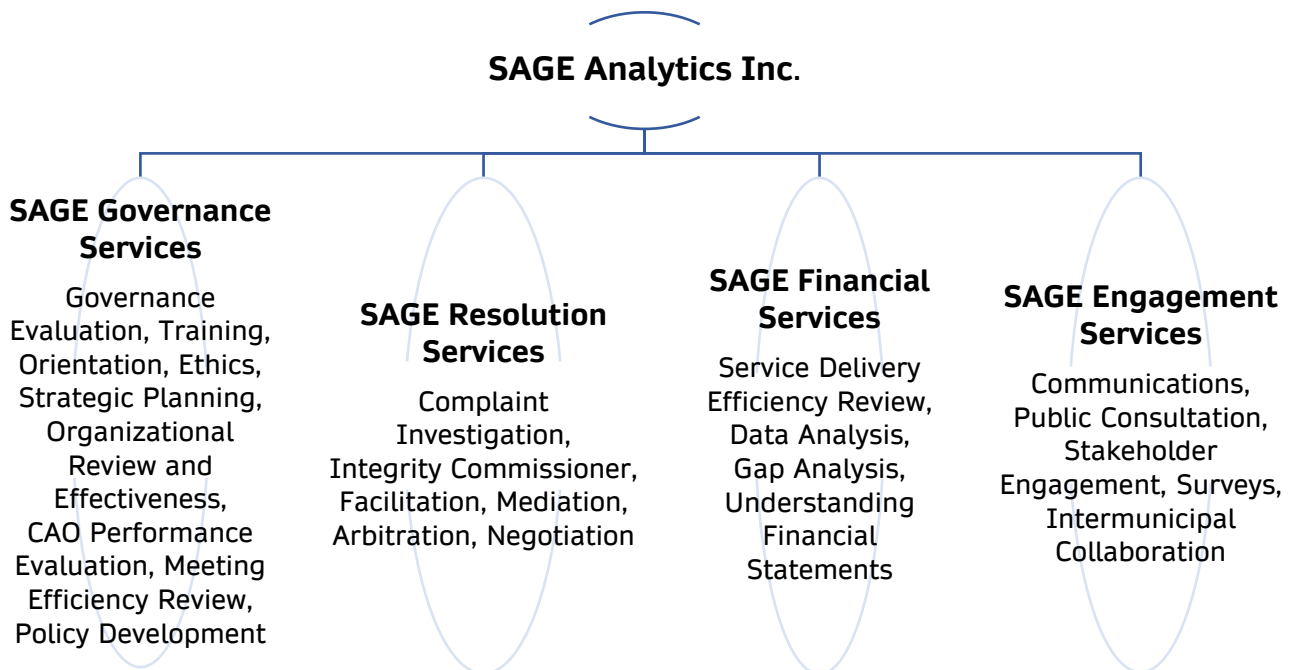 SAGE Analytics Inc.
SAGE Governance
Services
Governance
Evaluation, Training,
Orientation, Ethics,
Strategic Planning,
Organizational
Review and
Effectiveness,
CAO Performance
Evaluation, Meeting
Efficiency Review,
Policy Development
SAGE Resolution
Services
Complaint
Investigation,
Integrity Commissioner,
Facilitation, Mediation,
Arbitration, Negotiation
SAGE Financial
Services
Service Delivery
Efficiency Review,
Data Analysis,
Gap Analysis,
Understanding
Financial
Statements
SAGE Engagement
Services
Communications,
Public Consultation,
Stakeholder
Engagement, Surveys,
Intermunicipal
Collaboration